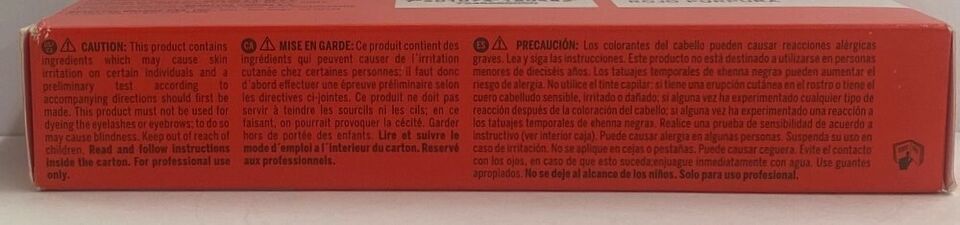 ROJO PÚRPURA
US CAUTION: This product contains
ingredients which may cause skin
irritation on certain individuals and a
preliminary test according to
accompanying directions should first be
made. This product must not be used for
dyeing the eyelashes or eyebrows; to do so
may cause blindness. Keep out of reach of
children. Read and follow instructions
inside the carton. For professional use
only.
CA MISE EN GARDE: Ce produit contient des
ingrédients qui peuvent causer de l'irritation
cutanée chez certaines personnes; il faut donc
d'abord effectuer une épreuve préliminaire selon
les directives ci-jointes. Ce produit ne doit pas
servir à teindre les sourcils ni les cils; en ce
faisant, on pourrait provoquer la cécité. Garder
hors de portée des enfants. Lire et suivre le
mode d'emploi a l'interieur du carton. Reservé
aux professionnels.
ES PRECAUCIÓN: Los colorantes del cabello pueden causar reacciones alérgicas
graves. Lea y siga las instrucciones. Este producto no está destinado a utilizarse en personas
menores de dieciséis años. Los tatuajes temporales de «henna negra» pueden aumentar el
riesgo de alergia. No utilice el tinte capilar: si tiene una erupción cutánea en el rostro o tiene el
cuero cabelludo sensible, irritado o dañado; si alguna vez ha experimentado cualquier tipo de
reacción después de la coloración del cabello; si alguna vez ha experimentado una reacción a
los tatuajes temporales de «henna negra». Realice una prueba de sensibilidad de acuerdo a
instructivo (ver interior caja). Puede causar alergia en algunas personas. Suspenda su uso en
caso de irritación. No se aplique en cejas o pestañas. Puede causar ceguera. Evite el contacto
con los ojos, en caso de que esto suceda;enjuague inmediatamente con agua. Use guantes
apropiados. No se deje al alcance de los niños. Solo para uso profesional.